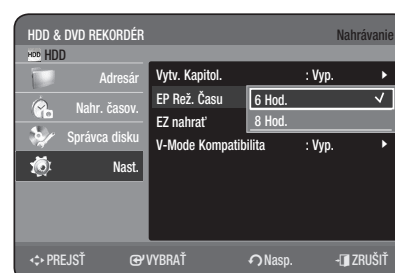 HDD & DVD REKORDÉR Nahrávanie
HDD HDD
Adresár
Nahr. časov.
Správca disku
Nast.
Vytv. Kapitol. : Vyp.
EP Rež. Času 6 Hod.
EZ nahrať 8 Hod.
V-Mode Kompatibilita : Vyp.
PREJSŤ VYBRAŤ Nasp. ZRUŠIŤ